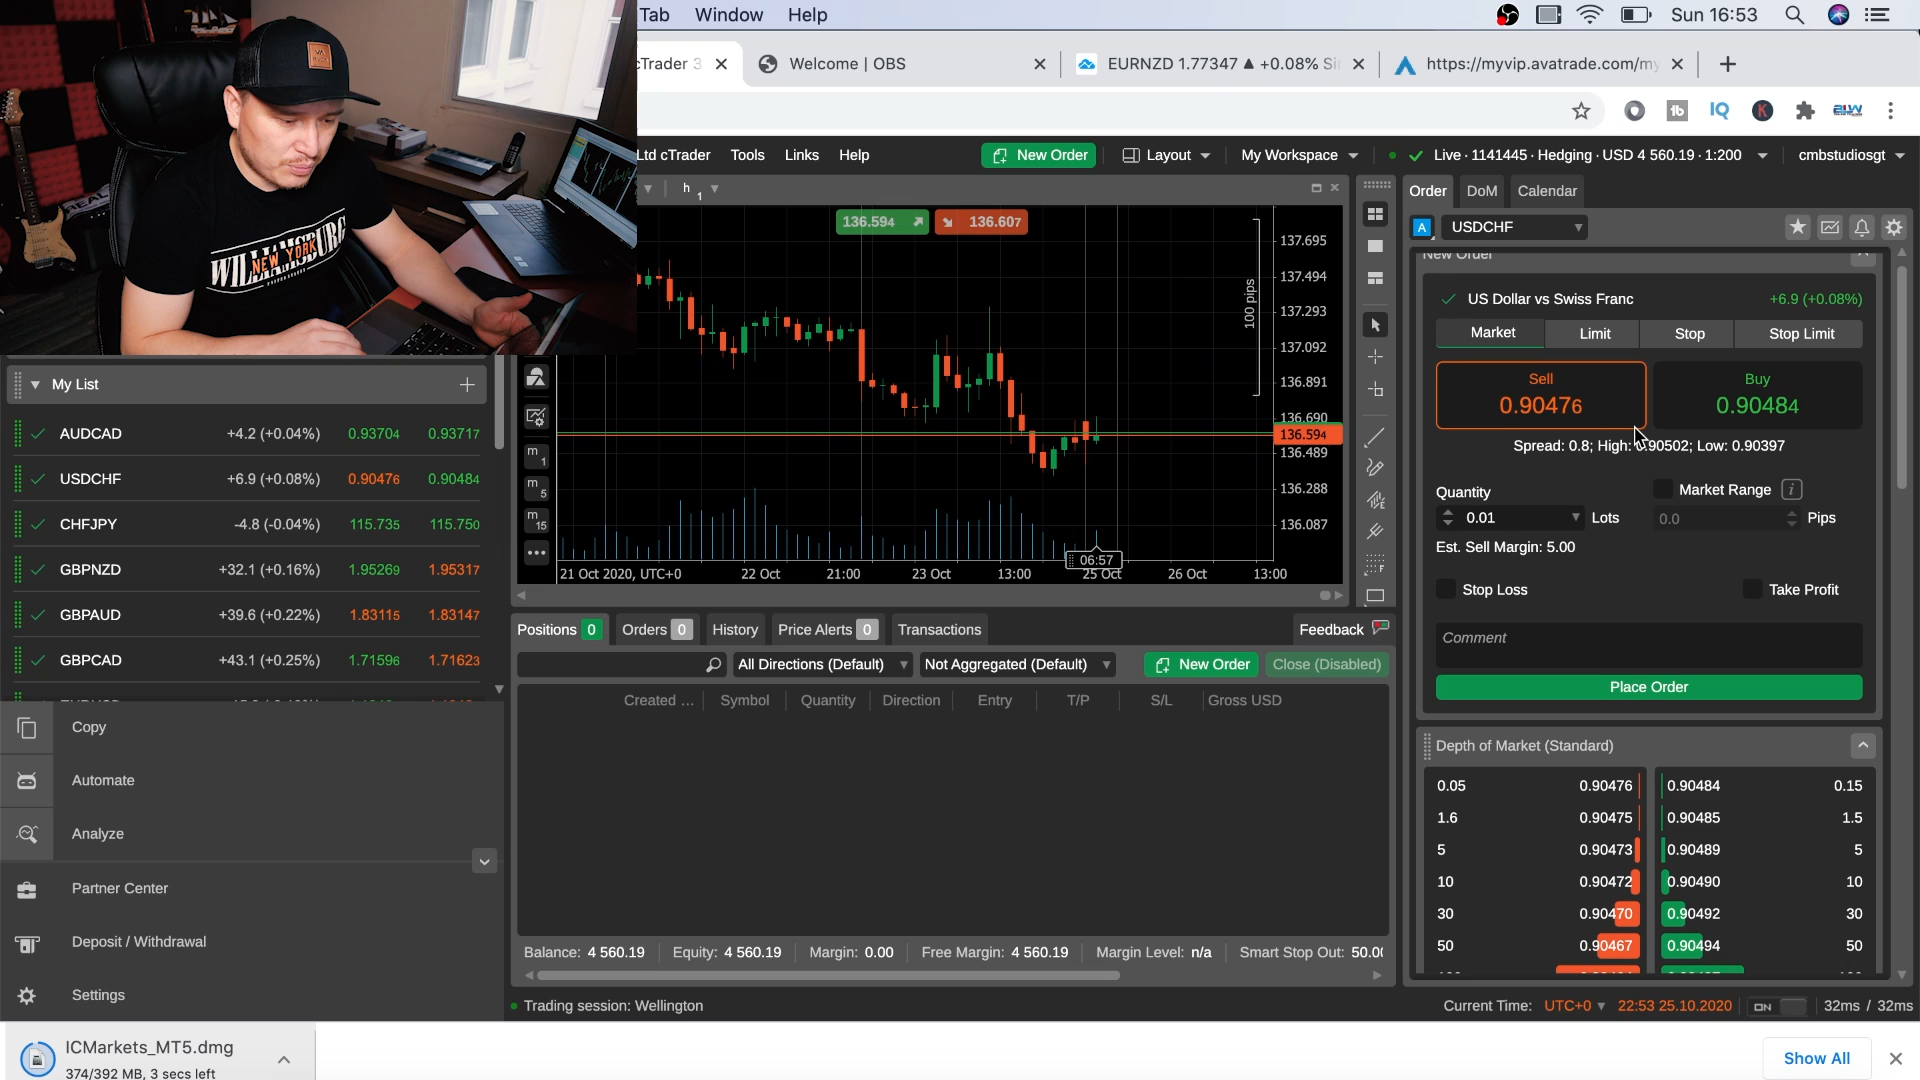 Tab Window Help Sun 16:53
cTrader 3 Welcome | OBS EURNZD 1.77347 ▲ +0.08% Si https://myvip.avatrade.com/my
Ltd cTrader Tools Links Help New Order Layout My Workspace Live · 1141445 · Hedging · USD 4 560.19 · 1:200 cmbstudiosgt
WILLIAMSBURG
NEW YORK
h 1
136.594 136.607
100 pips
137.695
137.494
137.293
137.092
136.891
136.690
136.594
136.489
136.288
136.087
m 1
m 5
m 15
06:57
21 Oct 2020, UTC+0 22 Oct 21:00 23 Oct 13:00 25 Oct 26 Oct 13:00
My List
AUDCAD +4.2 (+0.04%) 0.93704 0.93717
USDCHF +6.9 (+0.08%) 0.90476 0.90484
CHFJPY -4.8 (-0.04%) 115.735 115.750
GBPNZD +32.1 (+0.16%) 1.95269 1.95317
GBPAUD +39.6 (+0.22%) 1.83115 1.83147
GBPCAD +43.1 (+0.25%) 1.71596 1.71623
Copy
Automate
Analyze
Partner Center
Deposit / Withdrawal
Settings
Positions 0 Orders 0 History Price Alerts 0 Transactions Feedback
All Directions (Default) Not Aggregated (Default) New Order Close (Disabled)
Created ... Symbol Quantity Direction Entry T/P S/L Gross USD
Balance: 4 560.19 Equity: 4 560.19 Margin: 0.00 Free Margin: 4 560.19 Margin Level: n/a Smart Stop Out: 50.0
Trading session: Wellington
Order DoM Calendar
A USDCHF
New Order
US Dollar vs Swiss Franc +6.9 (+0.08%)
Market Limit Stop Stop Limit
Sell Buy
0.90476 0.90484
Spread: 0.8; High: 0.90502; Low: 0.90397
Quantity Market Range i
0.01 Lots 0.0 Pips
Est. Sell Margin: 5.00
Stop Loss Take Profit
Comment
Place Order
Depth of Market (Standard)
0.05 0.90476 0.90484 0.15
1.6 0.90475 0.90485 1.5
5 0.90473 0.90489 5
10 0.90472 0.90490 10
30 0.90470 0.90492 30
50 0.90467 0.90494 50
Current Time: UTC+0 22:53 25.10.2020 ON 32ms / 32ms
ICMarkets_MT5.dmg
374/392 MB, 3 secs left
Show All